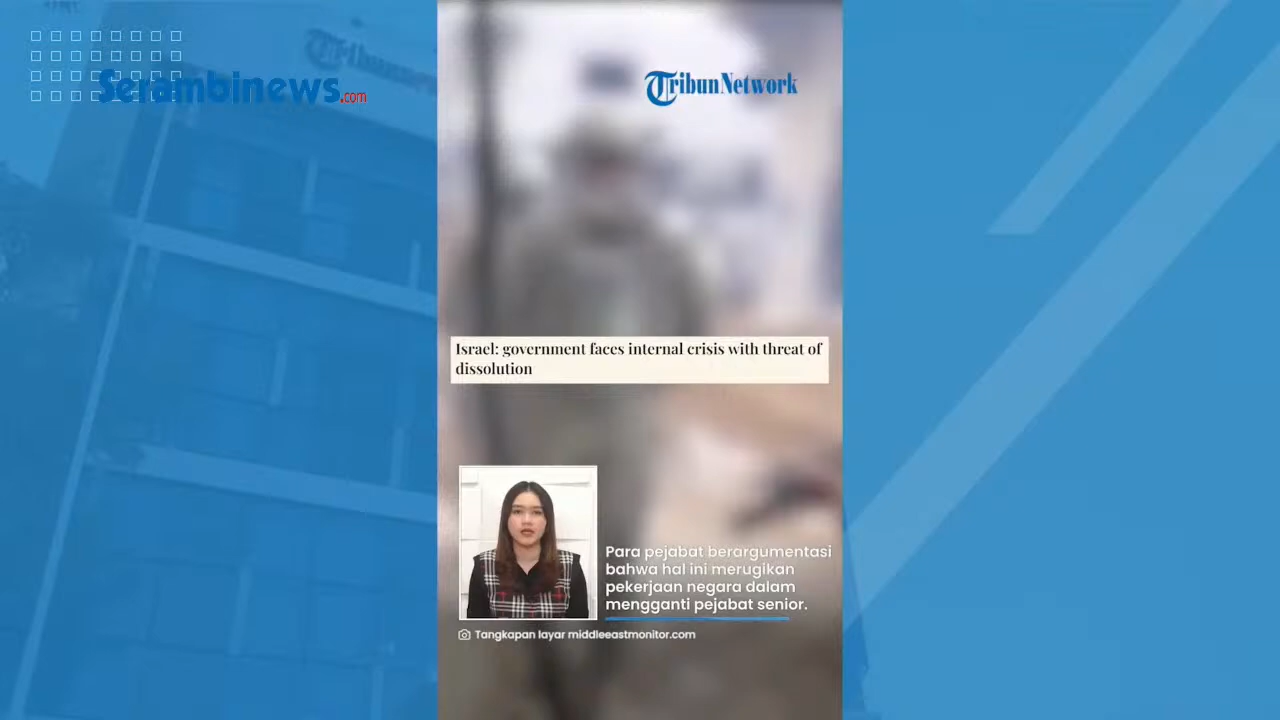 Serambinews.com
TribunNetwork
Israel: government faces internal crisis with threat of
dissolution
Para pejabat berargumentasi
bahwa hal ini merugikan
pekerjaan negara dalam
mengganti pejabat senior.
Tangkapan layar middleeastmonitor.com